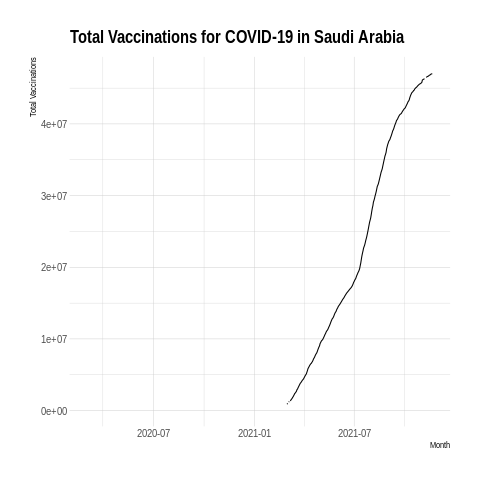 Total Vaccinations for COVID-19 in Saudi Arabia
Total Vaccinations
4e+07
3e+07
2e+07
1e+07
0e+00
2020-07 2021-01 2021-07
Month